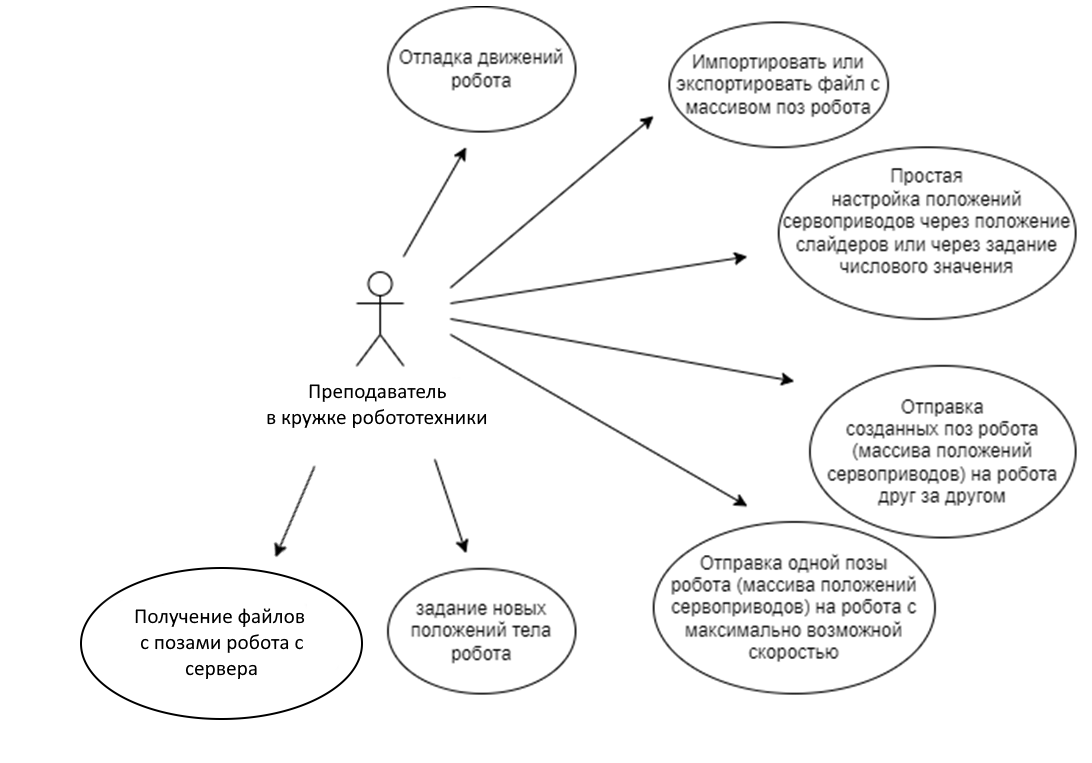 Отладка движений
робота
Импортировать или
экспортировать файл с
массивом поз робота
Простая
настройка положений
сервоприводов через положение
слайдеров или через задание
числового значения
Преподаватель
в кружке робототехники
Отправка
созданных поз робота
(массива положений
сервоприводов) на робота
друг за другом
Отправка одной позы
робота (массива положений
сервоприводов) на робота с
максимально возможной
скоростью
задание новых
положений тела
робота
Получение файлов
с позами робота с
сервера